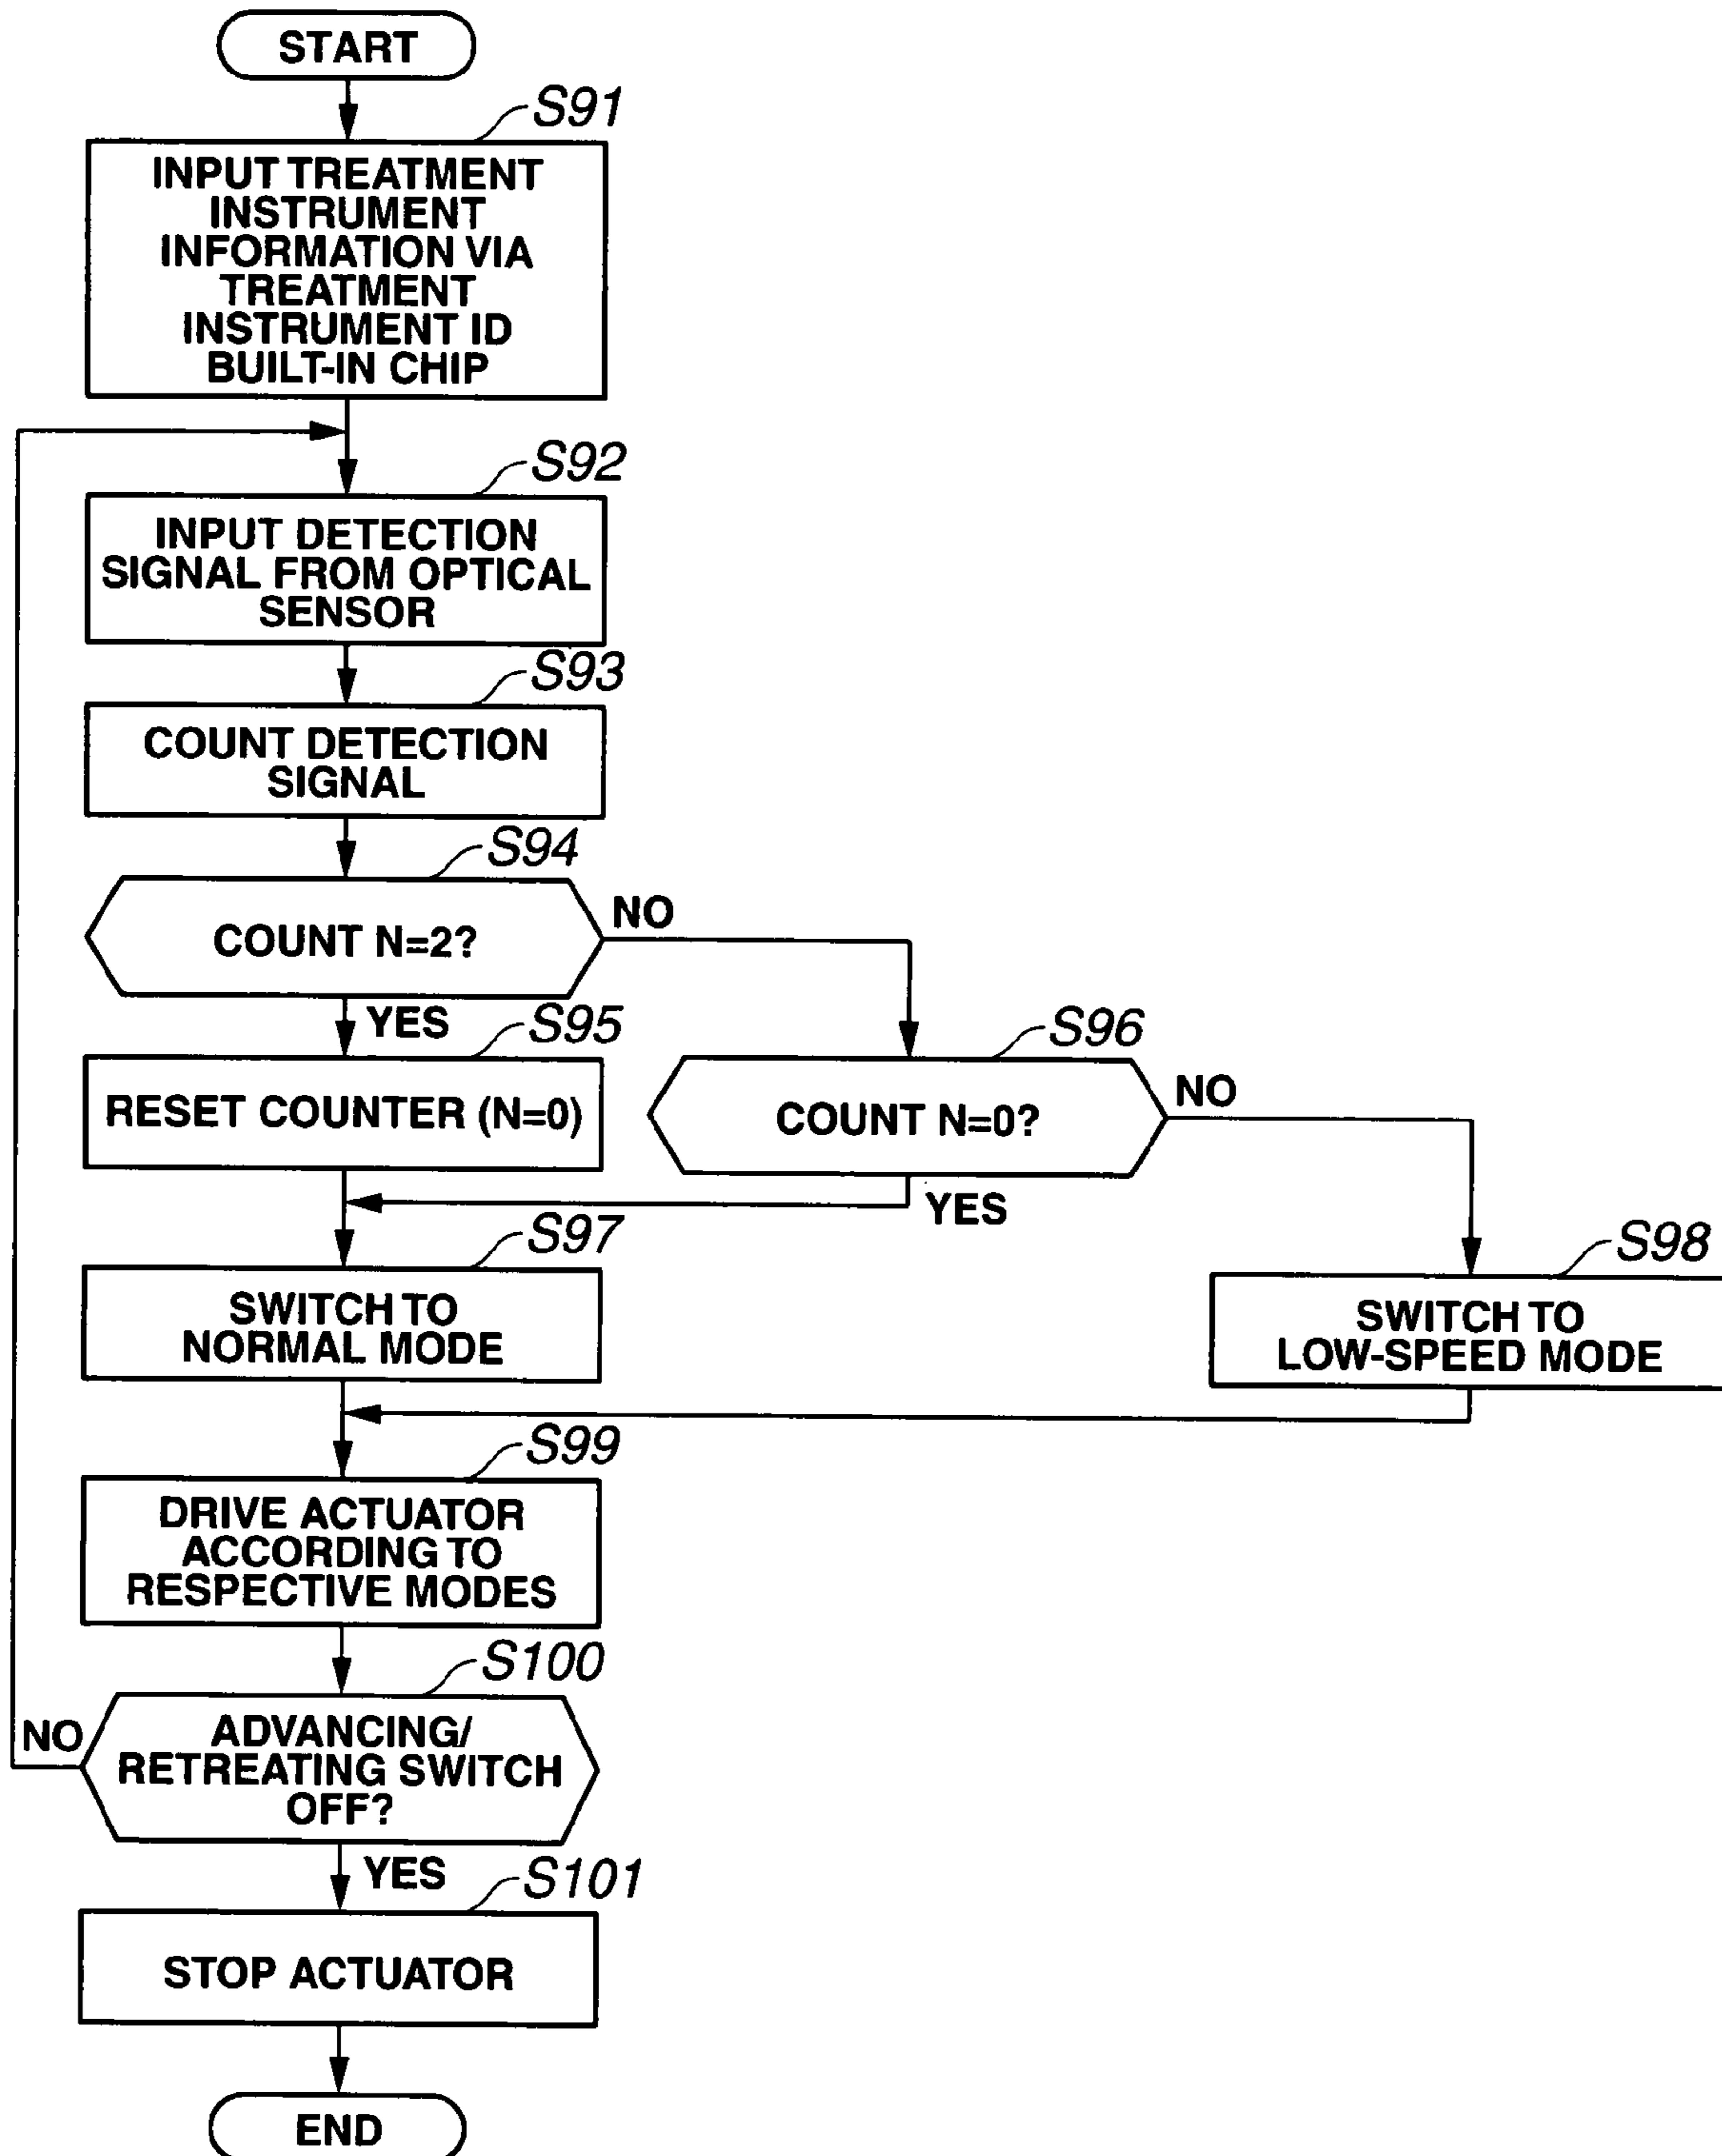 START
S91
INPUT TREATMENT
INSTRUMENT
INFORMATION VIA
TREATMENT
INSTRUMENT ID
BUILT-IN CHIP
S92
INPUT DETECTION
SIGNAL FROM OPTICAL
SENSOR
S93
COUNT DETECTION
SIGNAL
S94
COUNT N=2?
NO
YES
S95
RESET COUNTER (N=0)
S96
COUNT N=0?
NO
YES
S97
SWITCH TO
NORMAL MODE
S98
SWITCH TO
LOW-SPEED MODE
S99
DRIVE ACTUATOR
ACCORDING TO
RESPECTIVE MODES
S100
NO
ADVANCING/
RETREATING SWITCH
OFF?
YES
S101
STOP ACTUATOR
END